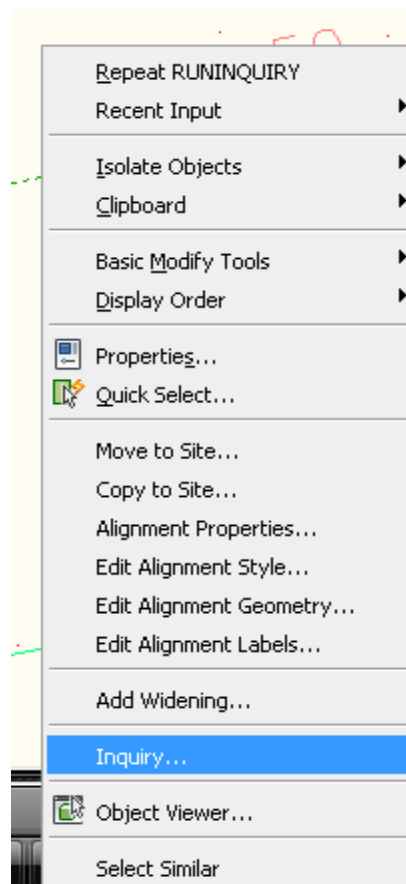 Repeat RUNINQUIRY
Recent Input
Isolate Objects
Clipboard
Basic Modify Tools
Display Order
Properties...
Quick Select...
Move to Site...
Copy to Site...
Alignment Properties...
Edit Alignment Style...
Edit Alignment Geometry...
Edit Alignment Labels...
Add Widening...
Inquiry...
Object Viewer...
Select Similar